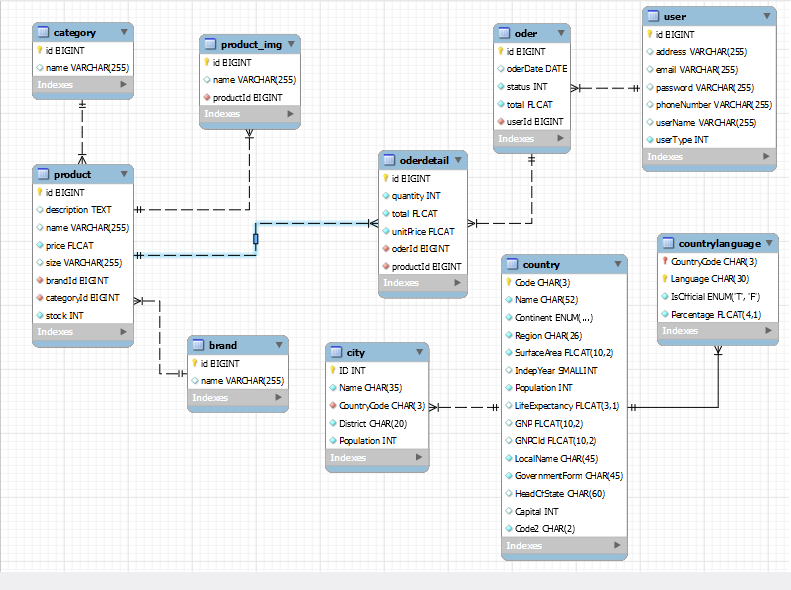 category
id BIGINT
name VARCHAR(255)
Indexes
product_img
id BIGINT
name VARCHAR(255)
productId BIGINT
Indexes
oder
id BIGINT
oderDate DATE
status INT
total FLOAT
userId BIGINT
Indexes
user
id BIGINT
address VARCHAR(255)
email VARCHAR(255)
password VARCHAR(255)
phoneNumber VARCHAR(255)
userName VARCHAR(255)
userType INT
Indexes
product
id BIGINT
description TEXT
name VARCHAR(255)
price FLOAT
size VARCHAR(255)
brandId BIGINT
categoryId BIGINT
stock INT
Indexes
oderdetail
id BIGINT
quantity INT
total FLOAT
unitPrice FLOAT
oderId BIGINT
productId BIGINT
Indexes
brand
id BIGINT
name VARCHAR(255)
Indexes
city
ID INT
Name CHAR(35)
CountryCode CHAR(3)
District CHAR(20)
Population INT
Indexes
country
Code CHAR(3)
Name CHAR(52)
Continent ENUM(...)
Region CHAR(26)
SurfaceArea FLOAT(10,2)
IndepYear SMALLINT
Population INT
LifeExpectancy FLOAT(3,1)
GNP FLOAT(10,2)
GNPOld FLOAT(10,2)
LocalName CHAR(45)
GovernmentForm CHAR(45)
HeadOfState CHAR(60)
Capital INT
Code2 CHAR(2)
Indexes
countrylanguage
CountryCode CHAR(3)
Language CHAR(30)
IsOfficial ENUM('T', 'F')
Percentage FLOAT(4,1)
Indexes